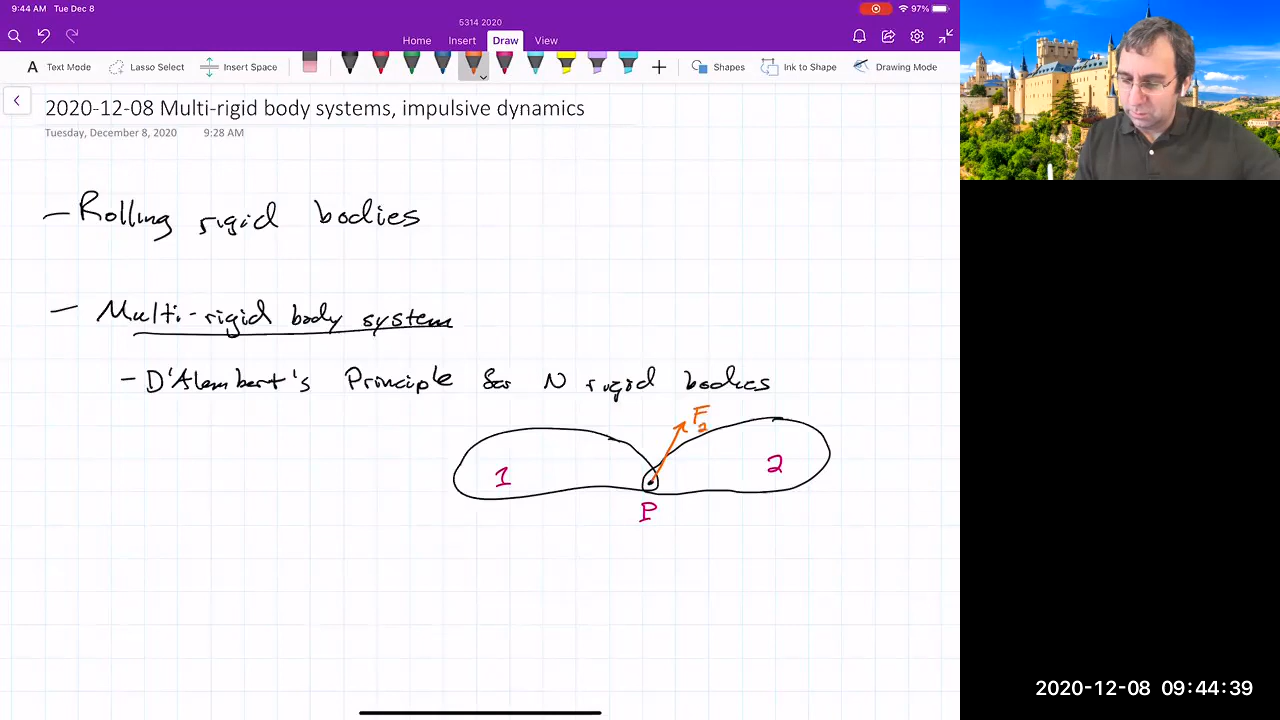 9:44 AM Tue Dec 8
97%
5314 2020
Home Insert Draw View
A Text Mode Lasso Select Insert Space Shapes Ink to Shape Drawing Mode
2020-12-08 Multi-rigid body systems, impulsive dynamics
Tuesday, December 8, 2020 9:28 AM
- Rolling rigid bodies
- Multi-rigid body system
- D'Alembert's Principle for N rigid bodies
F2
1
2
P
2020-12-08 09:44:39